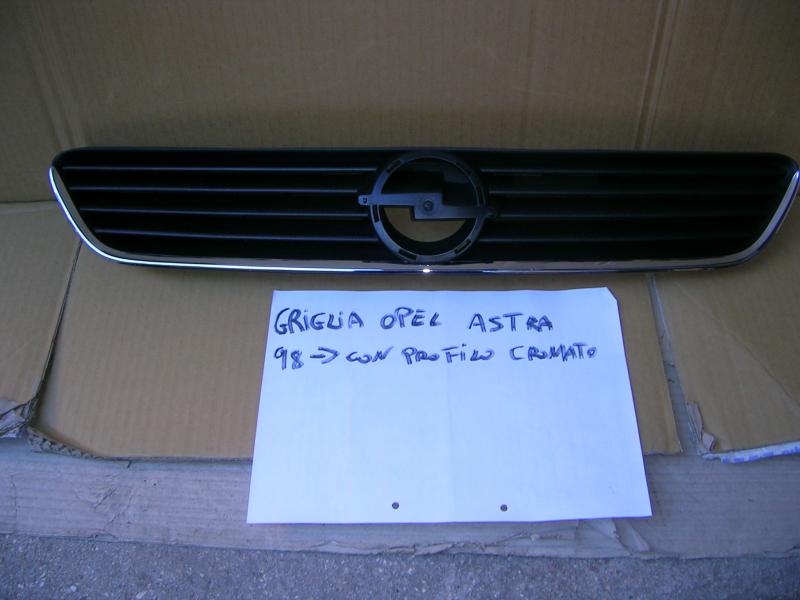 GRIGLIA OPEL ASTRA
98 -> CON PROFILO CROMATO